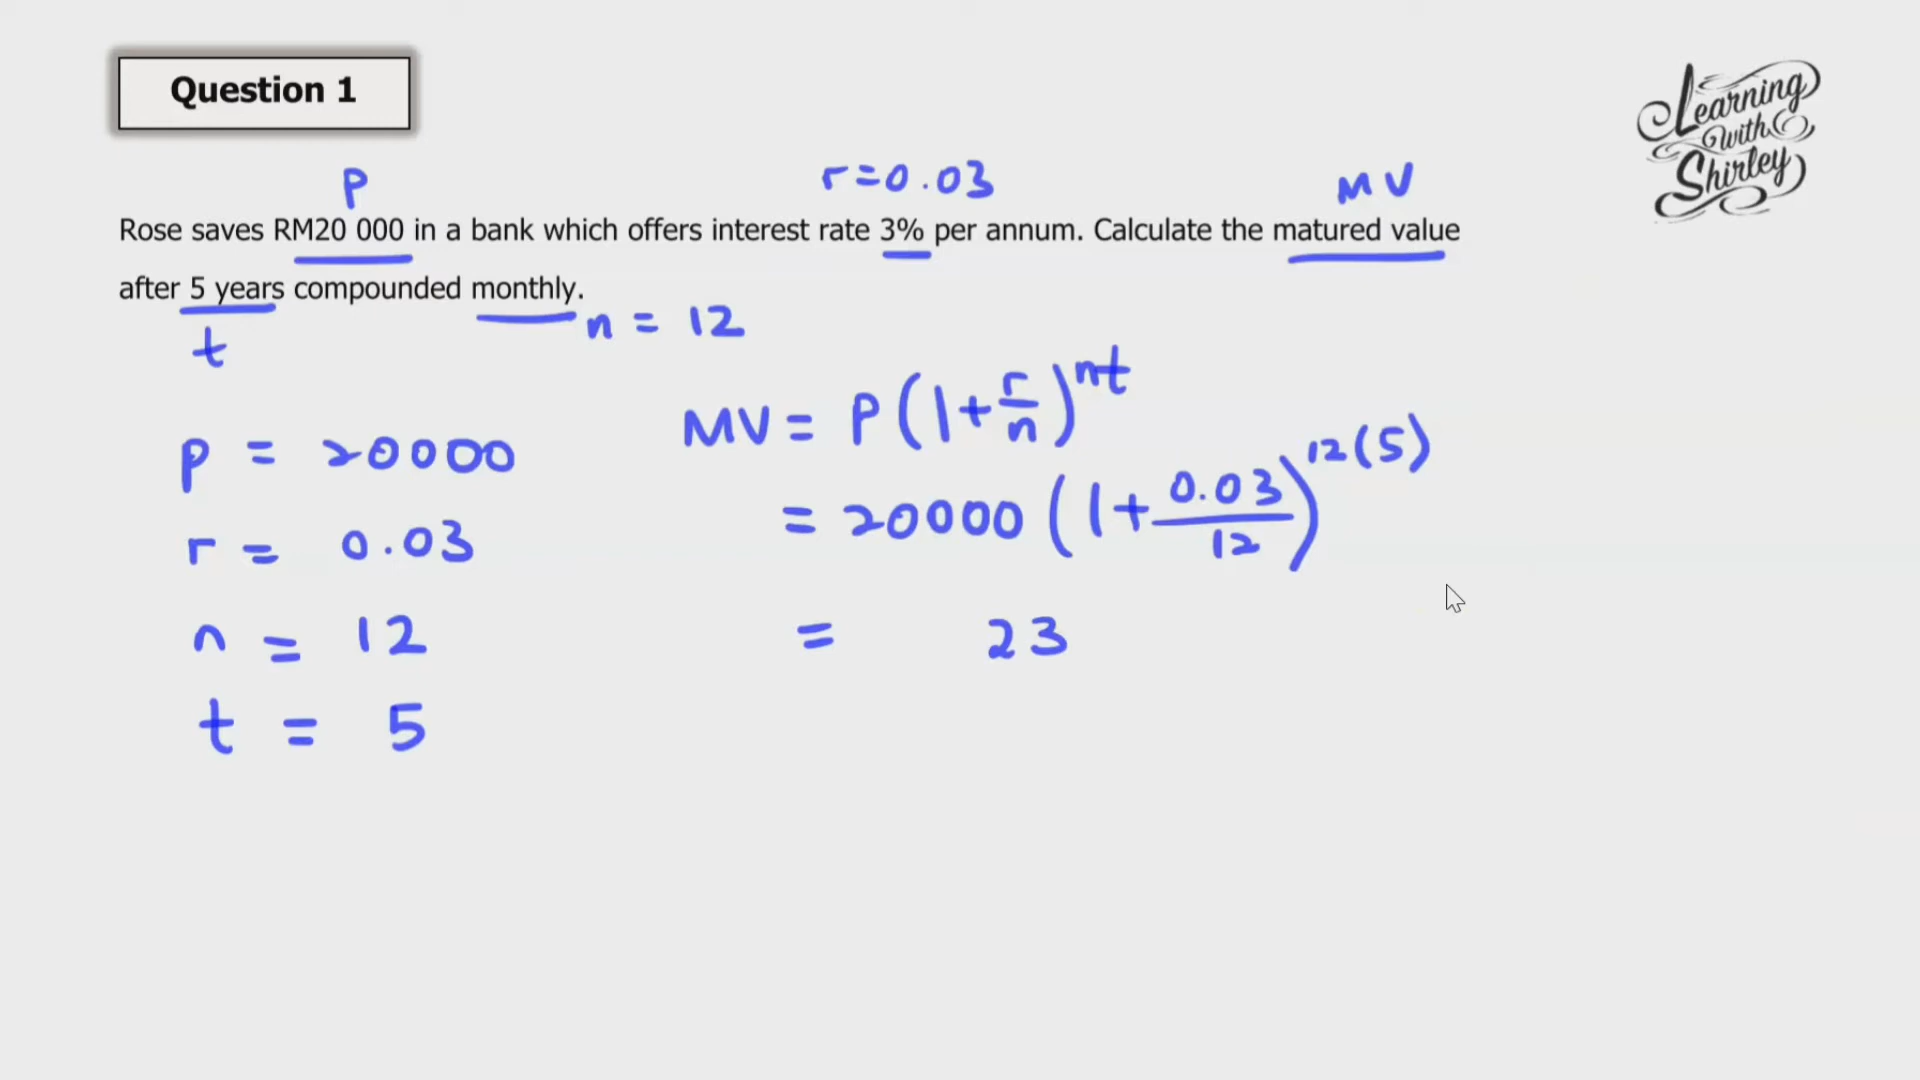 Question 1
Learning
with
Shirley
P r=0.03 MV
Rose saves RM20 000 in a bank which offers interest rate 3% per annum. Calculate the matured value
after 5 years compounded monthly.
t n = 12
MV = P(1+r/n)^nt
P = 20000
= 20000(1+0.03/12)^12(5)
r = 0.03
n = 12
= 23
t = 5